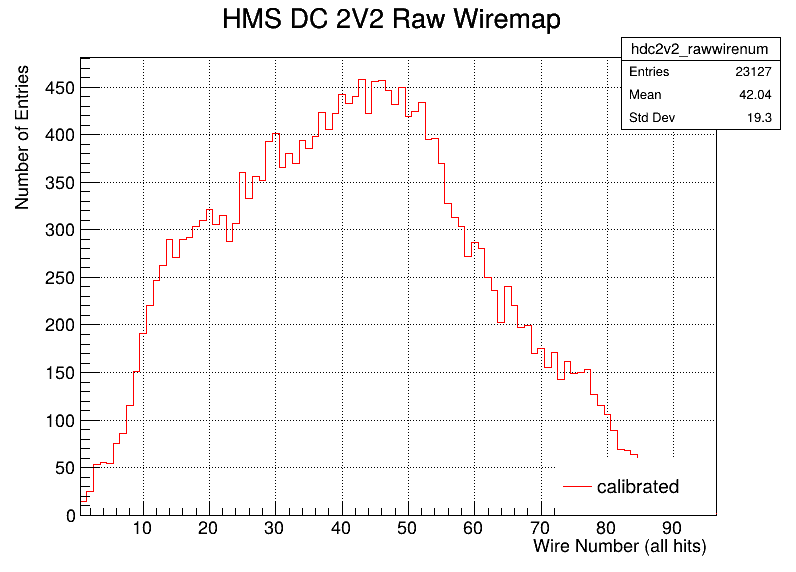 HMS DC 2V2 Raw Wiremap
hdc2v2_rawwirenum
Entries 23127
Mean 42.04
Std Dev 19.3
Number of Entries
450
400
350
300
250
200
150
100
50
0
calibrated
10 20 30 40 50 60 70 80 90
Wire Number (all hits)